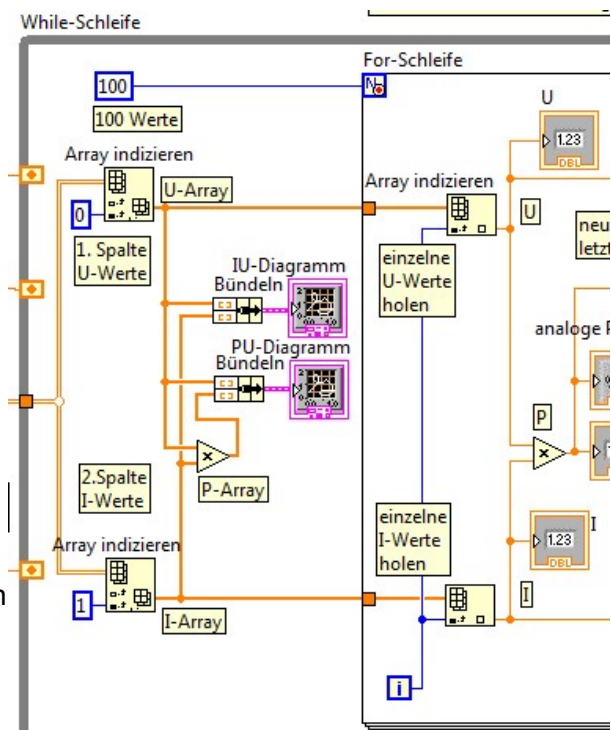 While-Schleife
For-Schleife
100
N
100 Werte
U
1.23
DBL
Array indizieren
U-Array
Array indizieren
U
0
1. Spalte
U-Werte
einzelne
U-Werte
holen
IU-Diagramm
Bündeln
PU-Diagramm
Bündeln
analoge
P
2.Spalte
I-Werte
P-Array
einzelne
I-Werte
holen
I
1.23
DBL
Array indizieren
1
I-Array
I
i
n